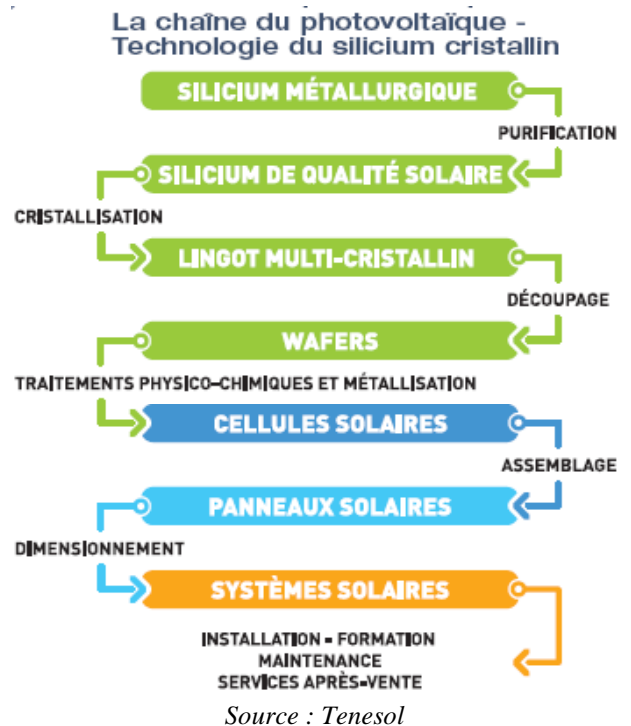 La chaîne du photovoltaïque -
Technologie du silicium cristallin
SILICIUM MÉTALLURGIQUE
PURIFICATION
SILICIUM DE QUALITÉ SOLAIRE
CRISTALLISATION
LINGOT MULTI-CRISTALLIN
DÉCOUPAGE
WAFERS
TRAITEMENTS PHYSICO-CHIMIQUES ET MÉTALLISATION
CELLULES SOLAIRES
ASSEMBLAGE
PANNEAUX SOLAIRES
DIMENSIONNEMENT
SYSTÈMES SOLAIRES
INSTALLATION - FORMATION
MAINTENANCE
SERVICES APRÈS-VENTE
Source : Tenesol